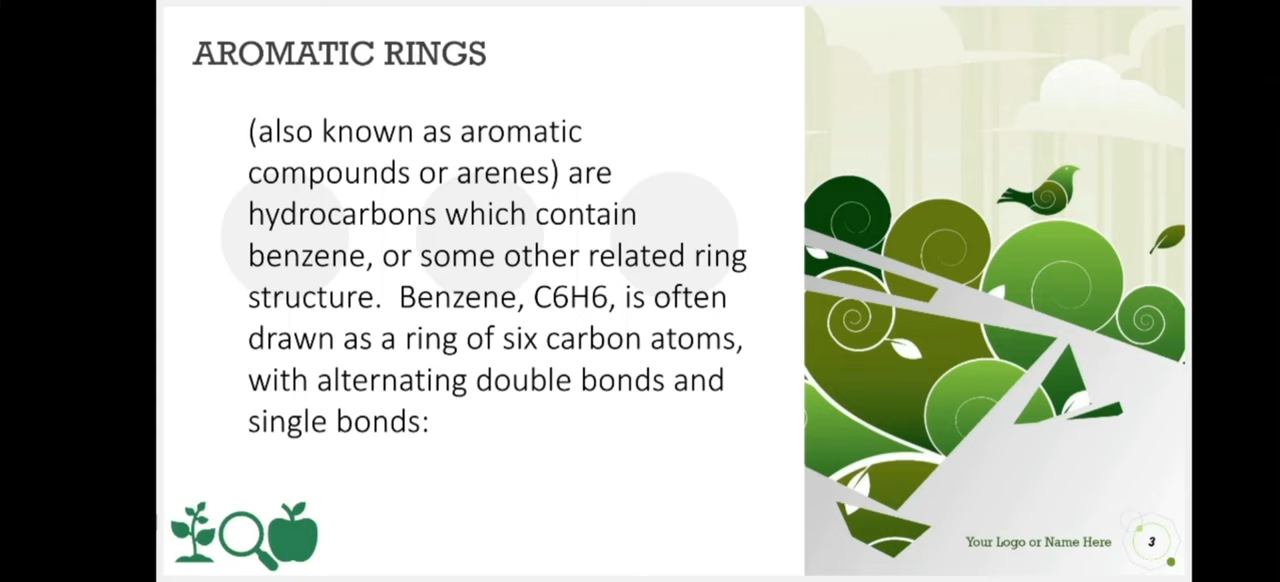 AROMATIC RINGS
(also known as aromatic
compounds or arenes) are
hydrocarbons which contain
benzene, or some other related ring
structure.  Benzene, C6H6, is often
drawn as a ring of six carbon atoms,
with alternating double bonds and
single bonds:
Your Logo or Name Here
3